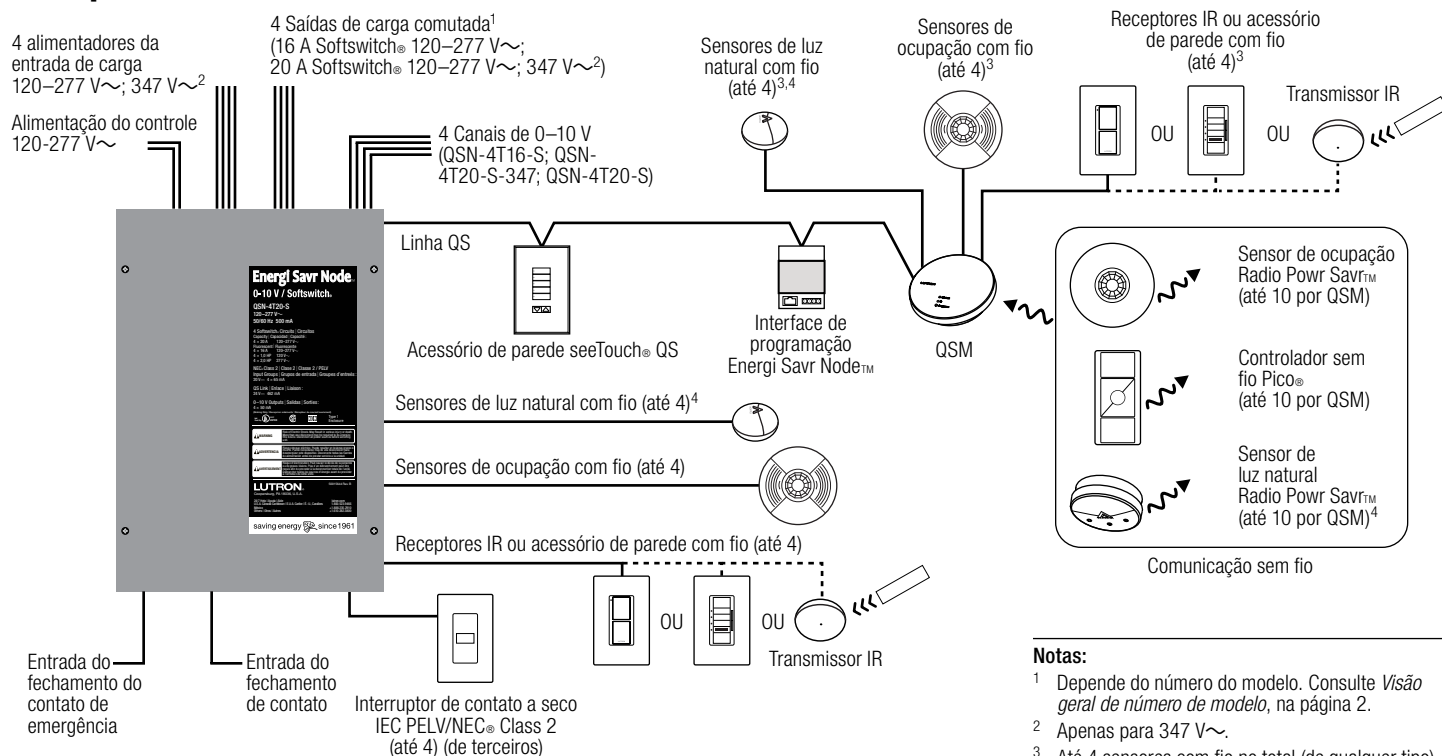 4 alimentadores da
entrada de carga
120–277 V～; 347 V～2
Alimentação do controle
120-277 V～
4 Saídas de carga comutada1
(16 A Softswitch® 120–277 V～;
20 A Softswitch® 120–277 V～; 347 V～2)
4 Canais de 0–10 V
(QSN-4T16-S; QSN-
4T20-S-347; QSN-4T20-S)
Sensores de luz
natural com fio
(até 4)3,4
Sensores de
ocupação com fio
(até 4)3
Receptores IR ou acessório
de parede com fio
(até 4)3
Transmissor IR
OU
OU
Linha QS
Acessório de parede seeTouch® QS
Interface de
programação
Energi Savr Node™
QSM
Sensor de ocupação
Radio Powr Savr™
(até 10 por QSM)
Controlador sem
fio Pico®
(até 10 por QSM)
Sensor de
luz natural
Radio Powr Savr™
(até 10 por QSM)4
Comunicação sem fio
Energi Savr Node
0-10 V / Softswitch®
QSN-4T20-S
120–277 V～
50/60 Hz 500 mA
LUTRON®
saving energy since 1961
Sensores de luz natural com fio (até 4)4
Sensores de ocupação com fio (até 4)
Receptores IR ou acessório de parede com fio (até 4)
OU
OU
Transmissor IR
Entrada do
fechamento do
contato de
emergência
Entrada do
fechamento
de contato
Interruptor de contato a seco
IEC PELV/NEC® Class 2
(até 4) (de terceiros)
Notas:
1 Depende do número do modelo. Consulte Visão
geral de número de modelo, na página 2.
2 Apenas para 347 V～.
3 Até 4 sensores com fio no total (de qualquer tipo)